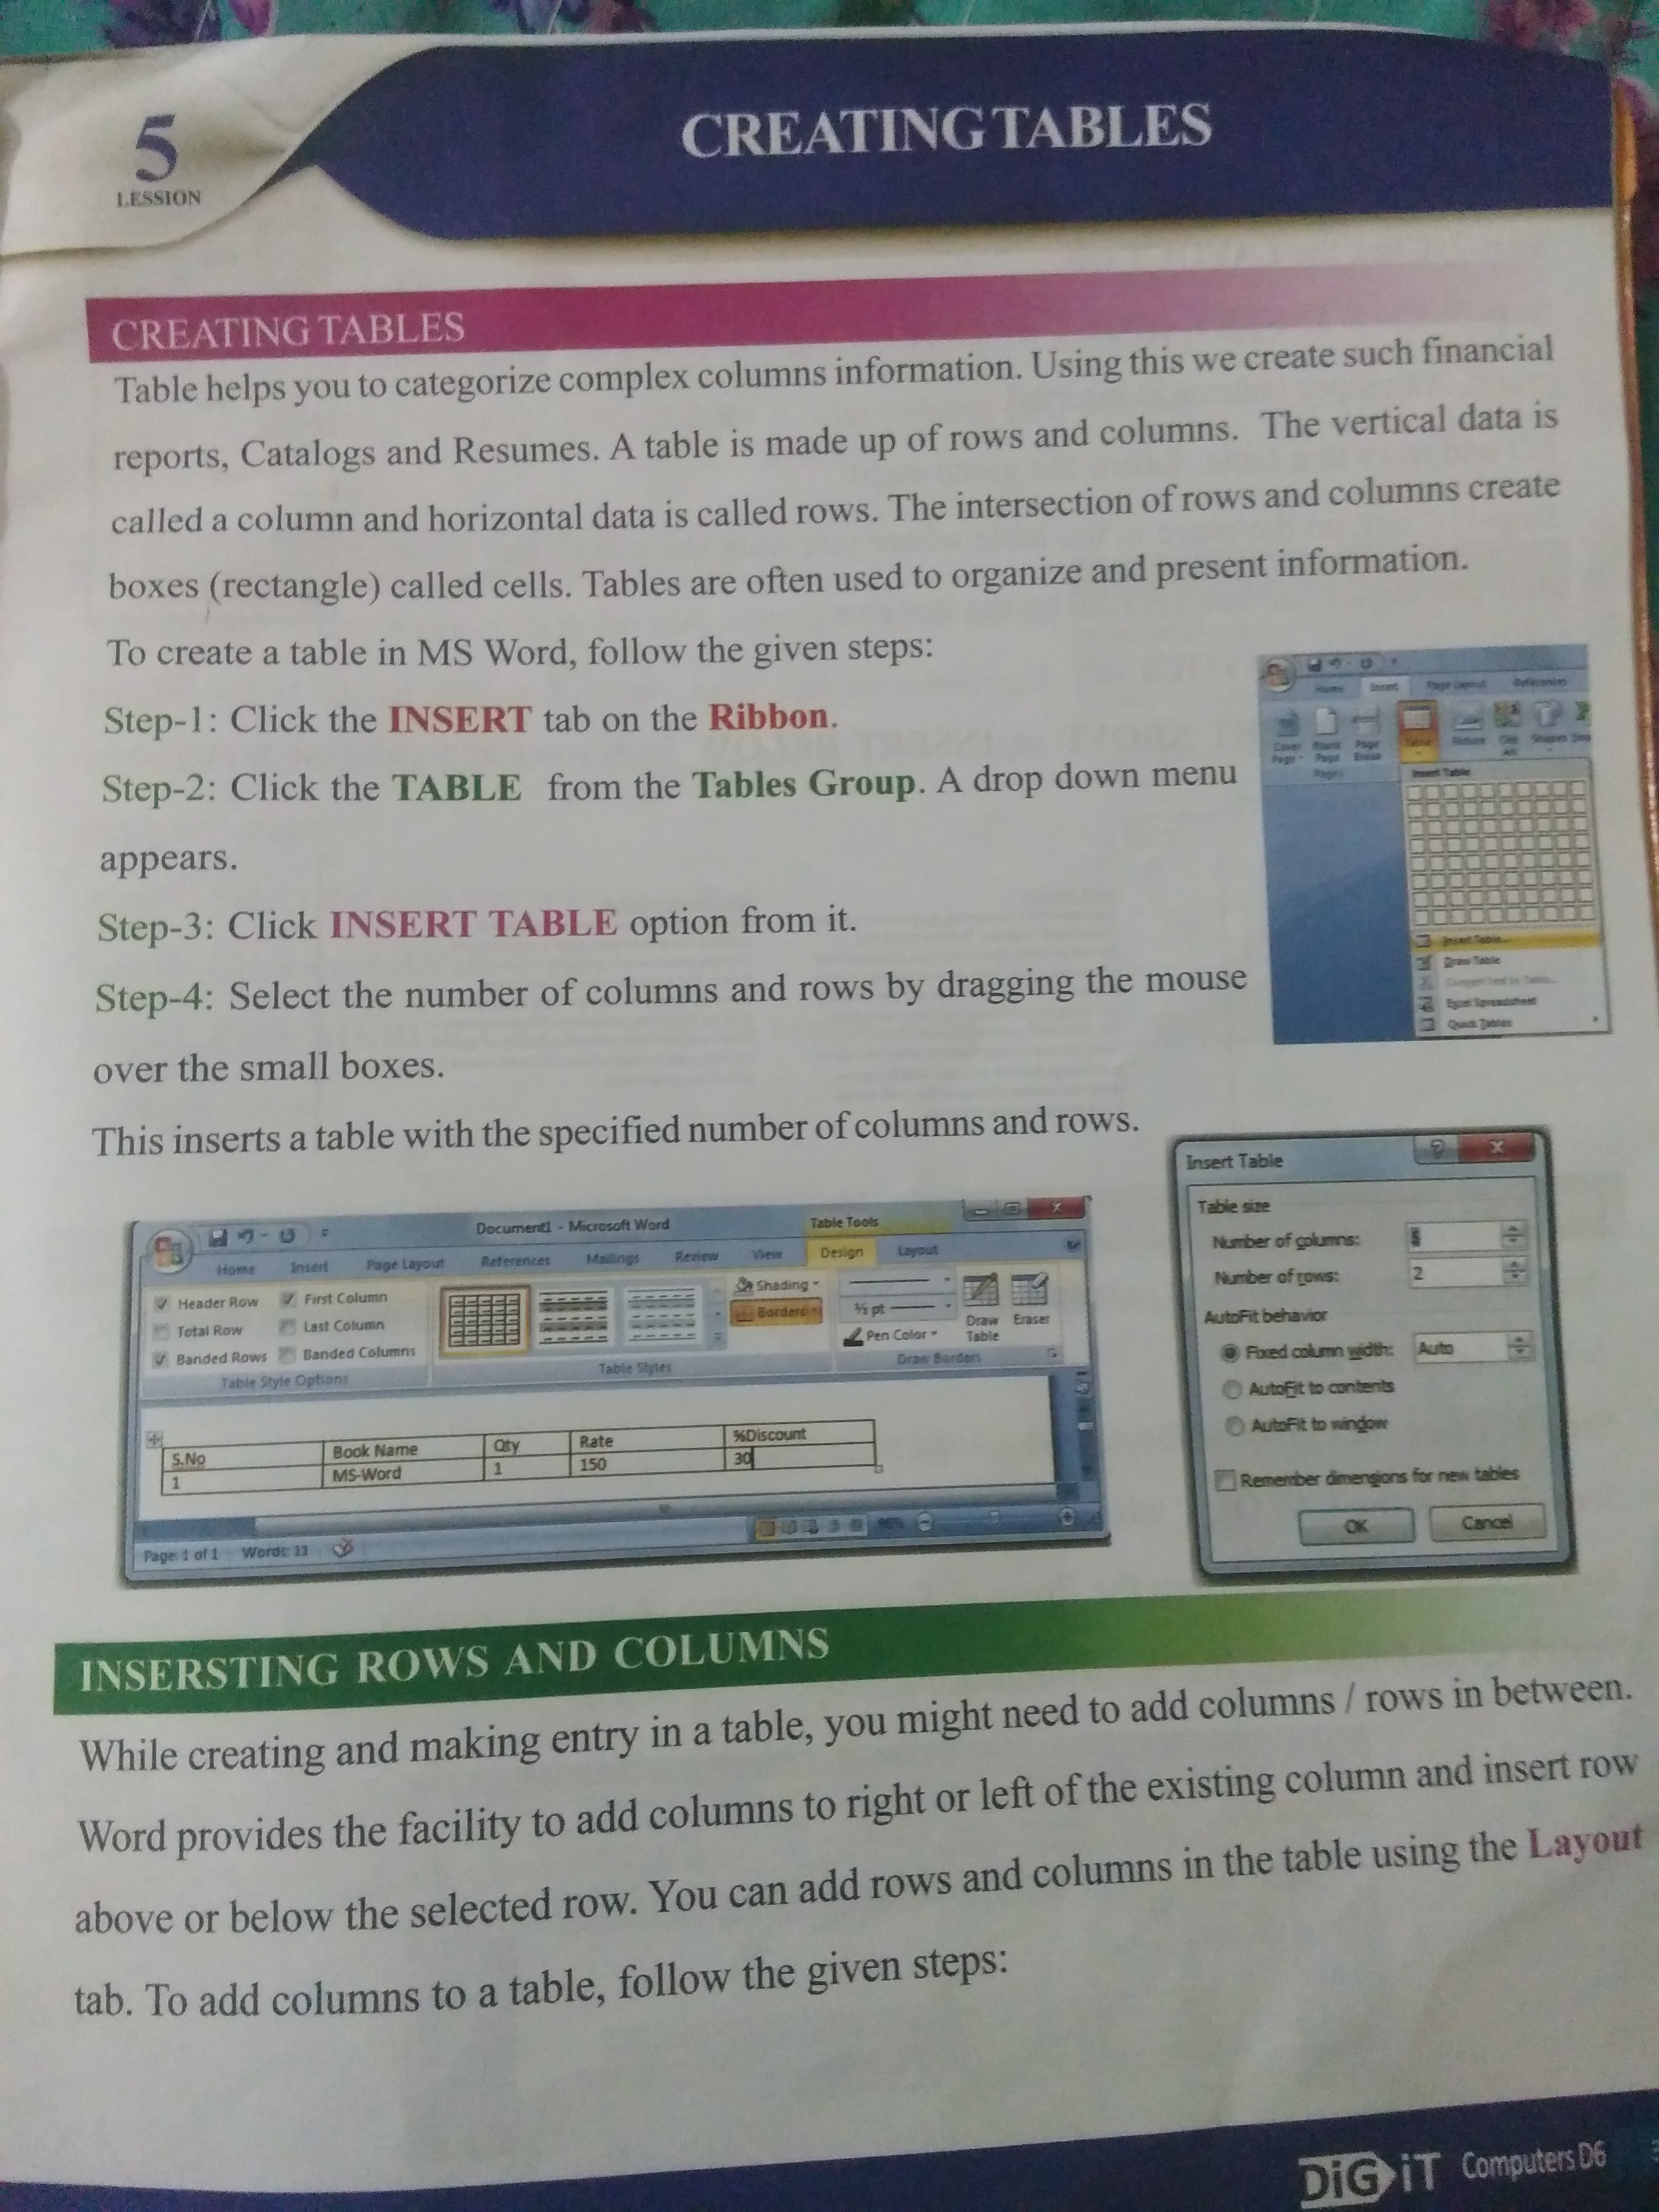 5
LESSION
CREATING TABLES
CREATING TABLES
Table helps you to categorize complex columns information. Using this we create such financial
reports, Catalogs and Resumes. A table is made up of rows and columns. The vertical data is
called a column and horizontal data is called rows. The intersection of rows and columns create
boxes (rectangle) called cells. Tables are often used to organize and present information.
To create a table in MS Word, follow the given steps:
Step-1: Click the INSERT tab on the Ribbon.
Step-2: Click the TABLE from the Tables Group. A drop down menu
appears.
Step-3: Click INSERT TABLE option from it.
Step-4: Select the number of columns and rows by dragging the mouse
over the small boxes.
This inserts a table with the specified number of columns and rows.
Home Insert Page Layout References
Cover Page Blank Page Page Break Table Picture Clip Art Shapes
Pages
Insert Table
Insert Table...
Draw Table
Convert Text to Table...
Excel Spreadsheet
Quick Tables
Document1 - Microsoft Word Table Tools
Home Insert Page Layout References Mailings Review View Design Layout
Header Row First Column
Total Row Last Column
Banded Rows Banded Columns
Table Style Options
Table Styles
Shading
Borders
½ pt
Pen Color
Draw Table Eraser
Draw Borders
S.No Book Name Qty Rate %Discount
1 MS-Word 1 150 30
Page: 1 of 1 Words: 11
Insert Table
Table size
Number of columns: 5
Number of rows: 2
AutoFit behavior
Fixed column width: Auto
AutoFit to contents
AutoFit to window
Remember dimensions for new tables
OK Cancel
INSERSTING ROWS AND COLUMNS
While creating and making entry in a table, you might need to add columns / rows in between.
Word provides the facility to add columns to right or left of the existing column and insert row
above or below the selected row. You can add rows and columns in the table using the Layout
tab. To add columns to a table, follow the given steps:
DiGiT Computers D6